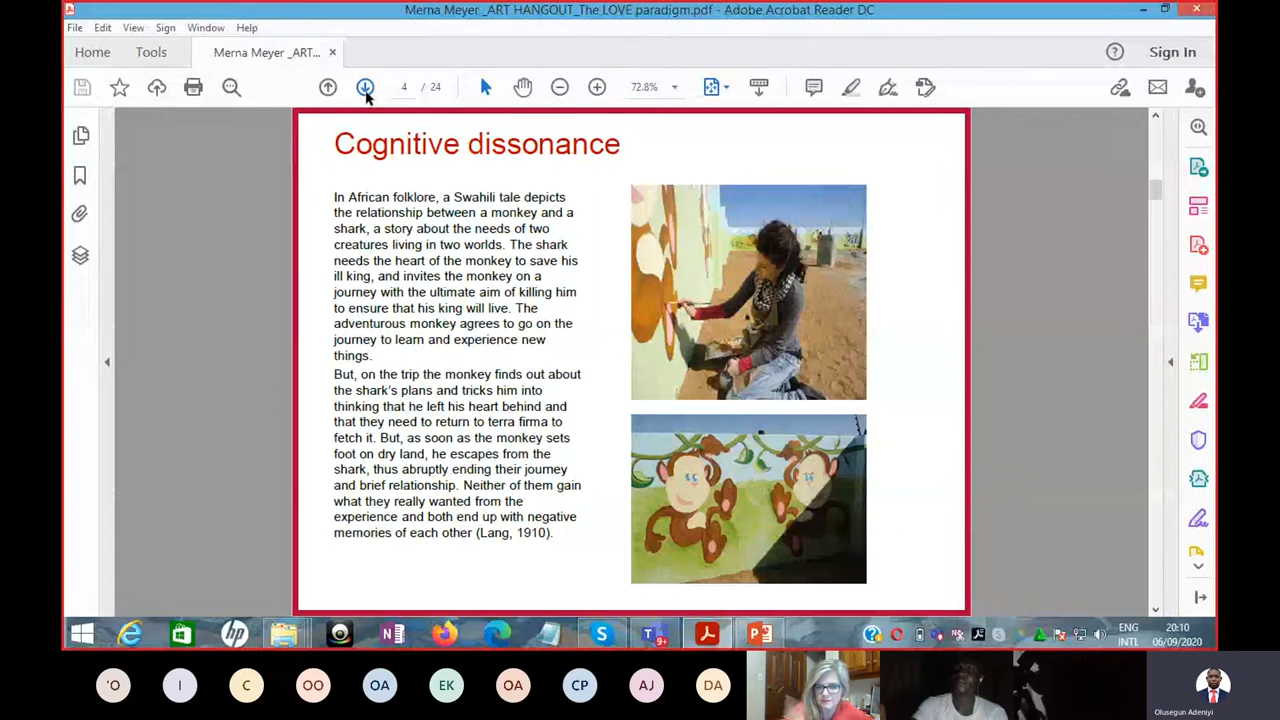 Merna Meyer _ART HANGOUT_The LOVE paradigm.pdf - Adobe Acrobat Reader DC
File Edit View Sign Window Help
Home Tools Merna Meyer _ART... × Sign In
4 / 24 72.8%
Cognitive dissonance
In African folklore, a Swahili tale depicts
the relationship between a monkey and a
shark, a story about the needs of two
creatures living in two worlds. The shark
needs the heart of the monkey to save his
ill king, and invites the monkey on a
journey with the ultimate aim of killing him
to ensure that his king will live. The
adventurous monkey agrees to go on the
journey to learn and experience new
things.
But, on the trip the monkey finds out about
the shark's plans and tricks him into
thinking that he left his heart behind and
that they need to return to terra firma to
fetch it. But, as soon as the monkey sets
foot on dry land, he escapes from the
shark, thus abruptly ending their journey
and brief relationship. Neither of them gain
what they really wanted from the
experience and both end up with negative
memories of each other (Lang, 1910).
hp
9+
ENG
INTL
20:10
06/09/2020
'O I C OO OA EK OA CP AJ DA
Olusegun Adeniyi